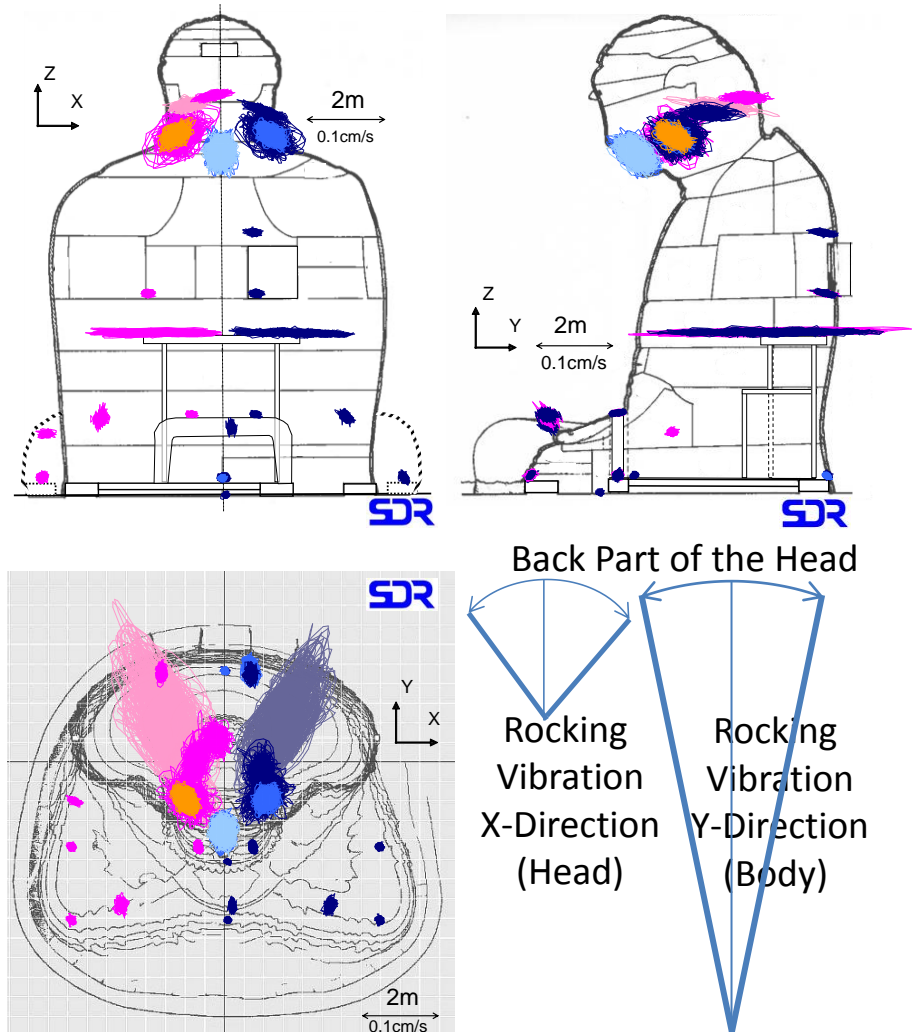 Z
X
2m
0.1cm/s
SDR
Z
Y
2m
0.1cm/s
SDR
SDR
Y
X
2m
0.1cm/s
Back Part of the Head
Rocking
Vibration
X-Direction
(Head)
Rocking
Vibration
Y-Direction
(Body)